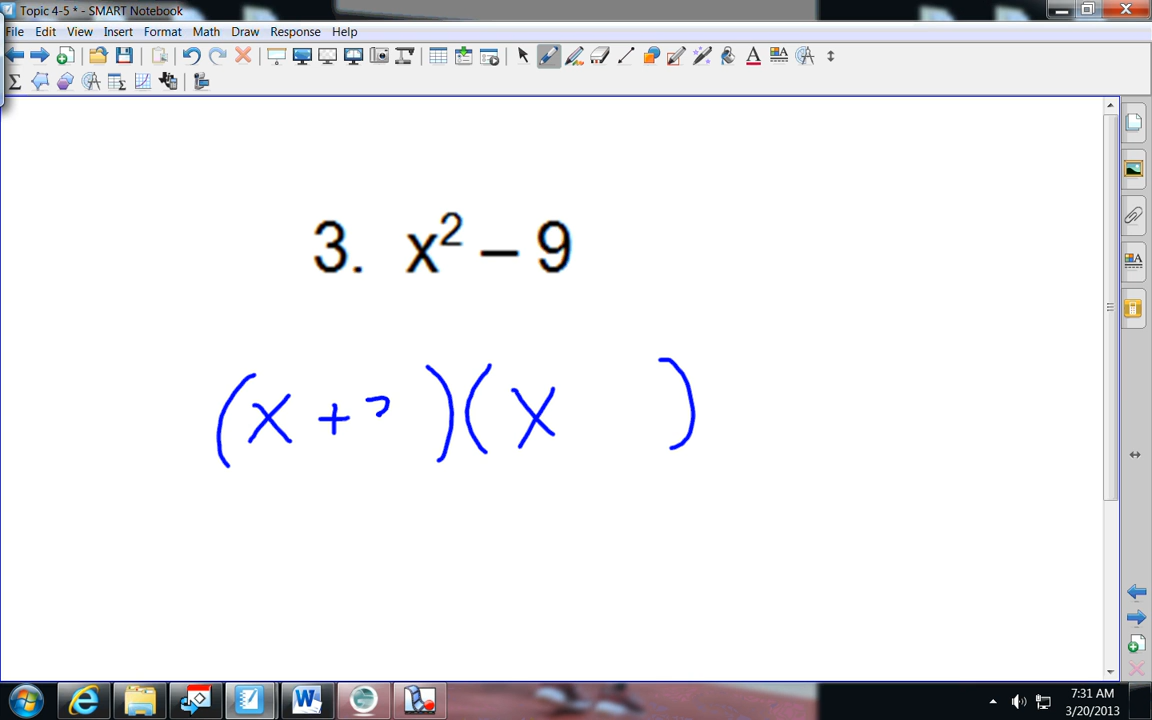 Topic 4-5 * - SMART Notebook
File Edit View Insert Format Math Draw Response Help
3. x² – 9
(x + )(x )
7:31 AM
3/20/2013